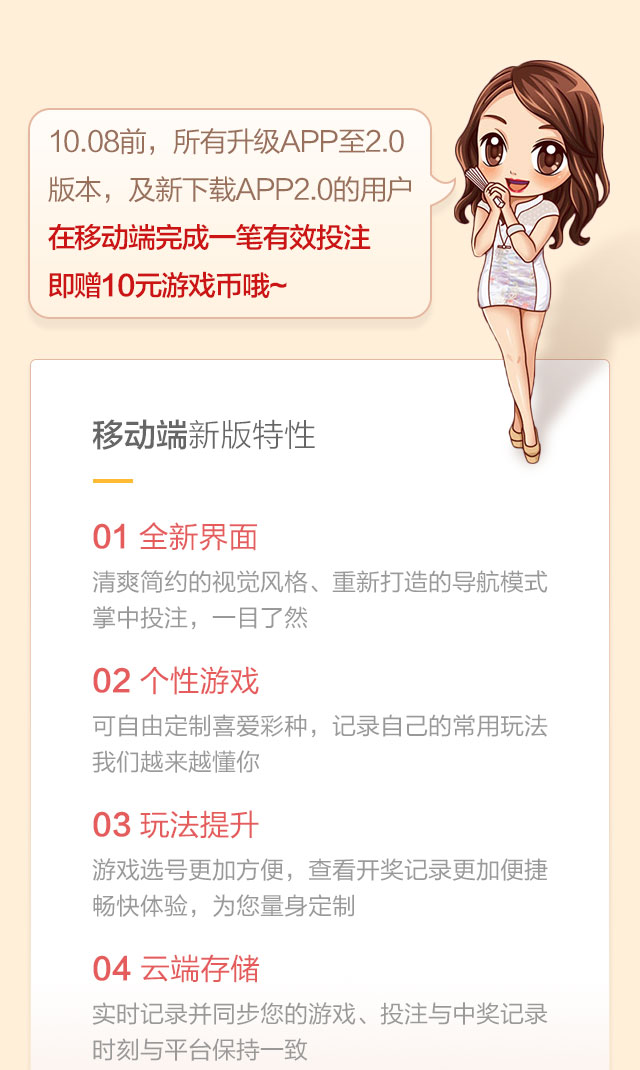 10.08前，所有升级APP至2.0
版本，及新下载APP2.0的用户
在移动端完成一笔有效投注
即赠10元游戏币哦~
移动端新版特性
01 全新界面
清爽简约的视觉风格、重新打造的导航模式
掌中投注，一目了然
02 个性游戏
可自由定制喜爱彩种，记录自己的常用玩法
我们越来越懂你
03 玩法提升
游戏选号更加方便，查看开奖记录更加便捷
畅快体验，为您量身定制
04 云端存储
实时记录并同步您的游戏、投注与中奖记录
时刻与平台保持一致